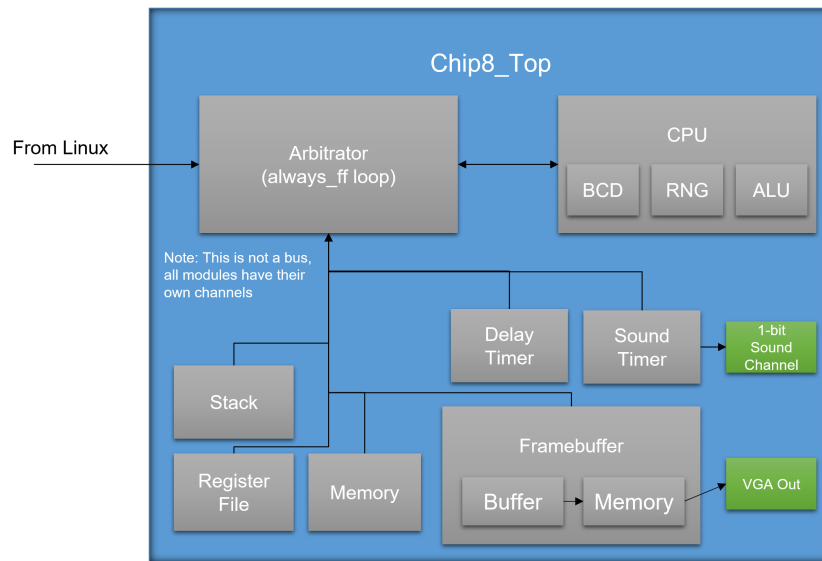 Chip8_Top
From Linux
Arbitrator
(always_ff loop)
CPU
BCD
RNG
ALU
Note: This is not a bus,
all modules have their
own channels
Delay
Timer
Sound
Timer
1-bit
Sound
Channel
Stack
Framebuffer
Register
File
Memory
Buffer
Memory
VGA Out